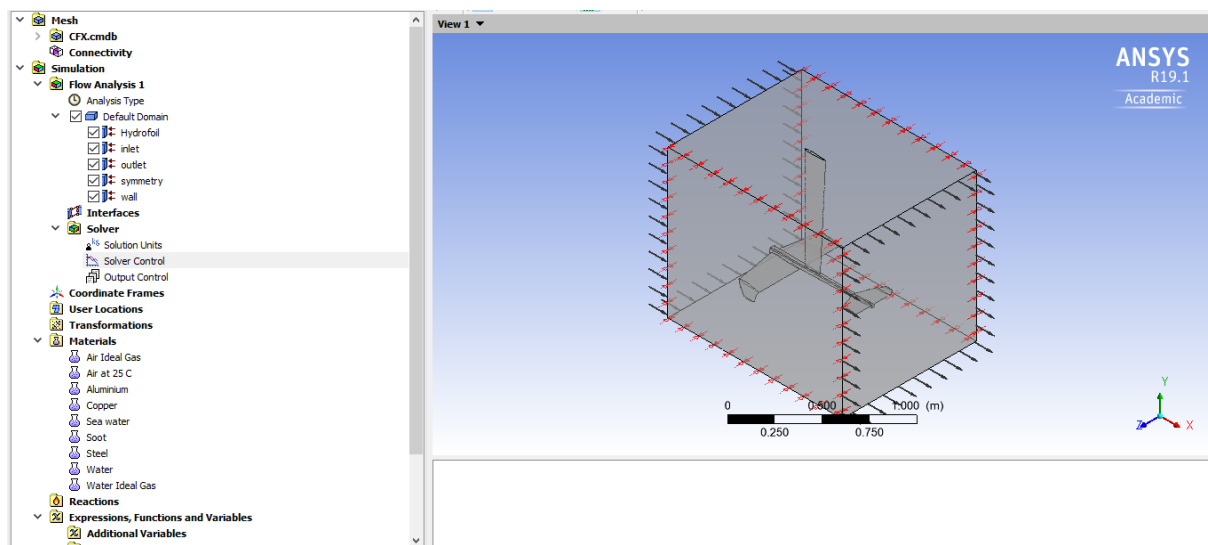 Mesh
CFX.cmdb
Connectivity
Simulation
Flow Analysis 1
Analysis Type
Default Domain
Hydrofoil
inlet
outlet
symmetry
wall
Interfaces
Solver
Solution Units
Solver Control
Output Control
Coordinate Frames
User Locations
Transformations
Materials
Air Ideal Gas
Air at 25 C
Aluminium
Copper
Sea water
Soot
Steel
Water
Water Ideal Gas
Reactions
Expressions, Functions and Variables
Additional Variables
View 1
ANSYS
R19.1
Academic
0 0.500 1.000 (m)
0.250 0.750
Y
Z X